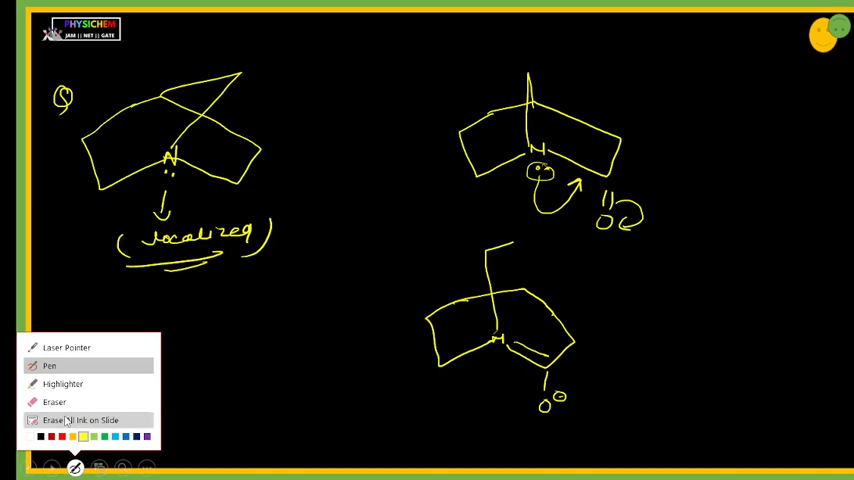 PHYSICHEM
JAM || NET || GATE
Q
N
N
(localized)
O
N
O
Laser Pointer
Pen
Highlighter
Eraser
Erase All Ink on Slide